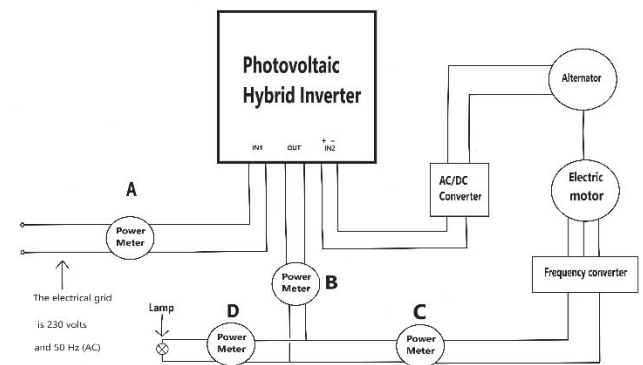 Photovoltaic
Hybrid Inverter
IN1
OUT
+ -
IN2
Alternator
AC/DC
Converter
Electric
motor
Frequency converter
A
Power
Meter
The electrical grid
is 230 volts
and 50 Hz (AC)
Power
Meter
B
Lamp
D
Power
Meter
C
Power
Meter